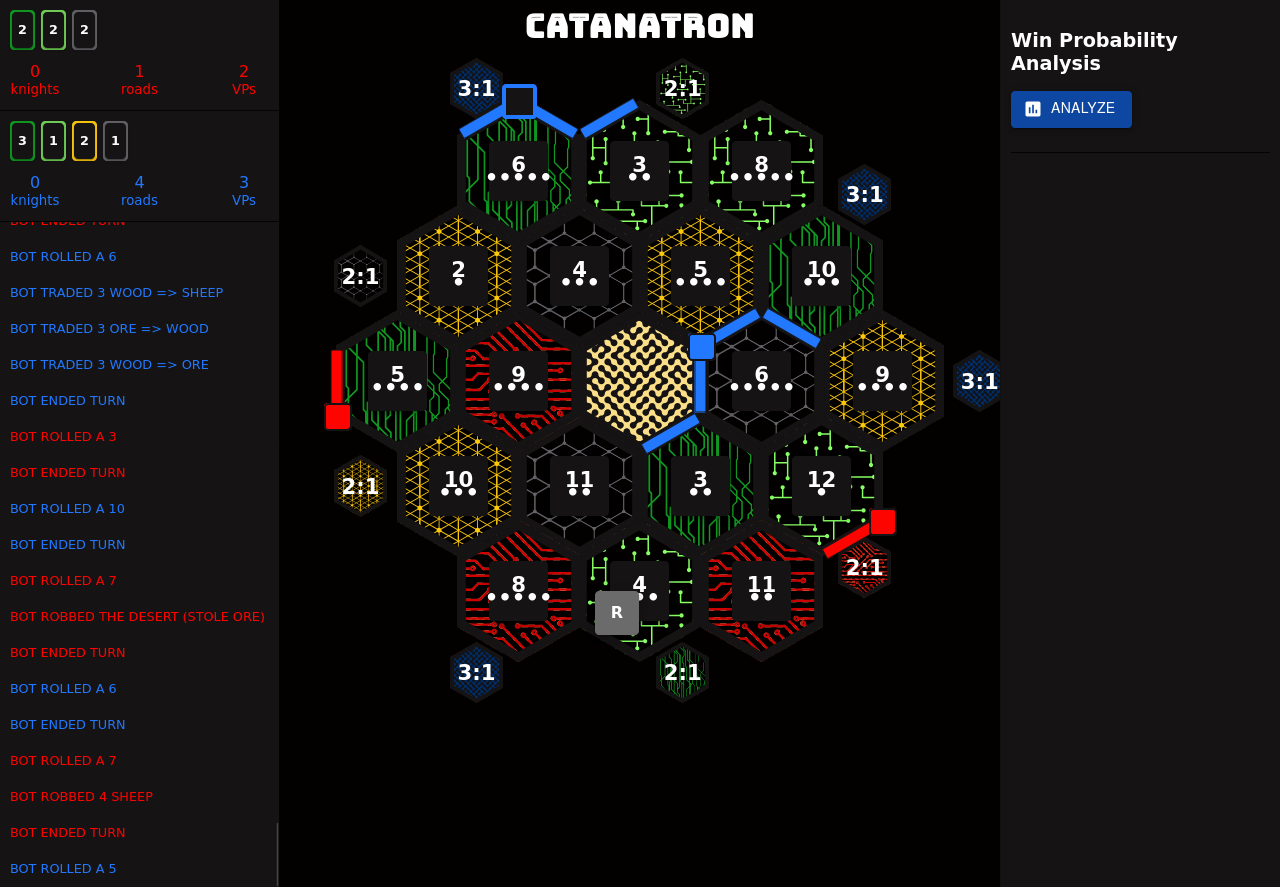 2 2 2
0 1 2
knights roads VPs
3 1 2 1
0 4 3
knights roads VPs
BOT ENDED TURN
BOT ROLLED A 6
BOT TRADED 3 WOOD => SHEEP
BOT TRADED 3 ORE => WOOD
BOT TRADED 3 WOOD => ORE
BOT ENDED TURN
BOT ROLLED A 3
BOT ENDED TURN
BOT ROLLED A 10
BOT ENDED TURN
BOT ROLLED A 7
BOT ROBBED THE DESERT (STOLE ORE)
BOT ENDED TURN
BOT ROLLED A 6
BOT ENDED TURN
BOT ROLLED A 7
BOT ROBBED 4 SHEEP
BOT ENDED TURN
BOT ROLLED A 5
CATANATRON
3:1 2:1
6 3 8
3:1
2:1 2 4 5 10
5 9 6 9 3:1
2:1 10 11 3 12
2:1
8 4 11
R
3:1 2:1
Win Probability
Analysis
ANALYZE